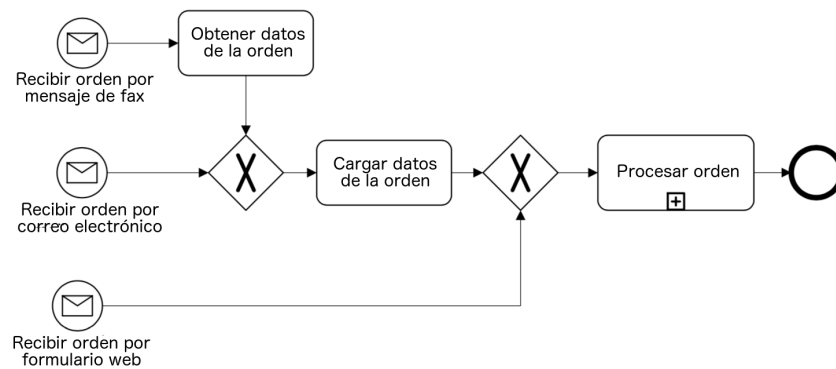 Obtener datos
de la orden
Recibir orden por
mensaje de fax
Recibir orden por
correo electrónico
Cargar datos
de la orden
Procesar orden
Recibir orden por
formulario web